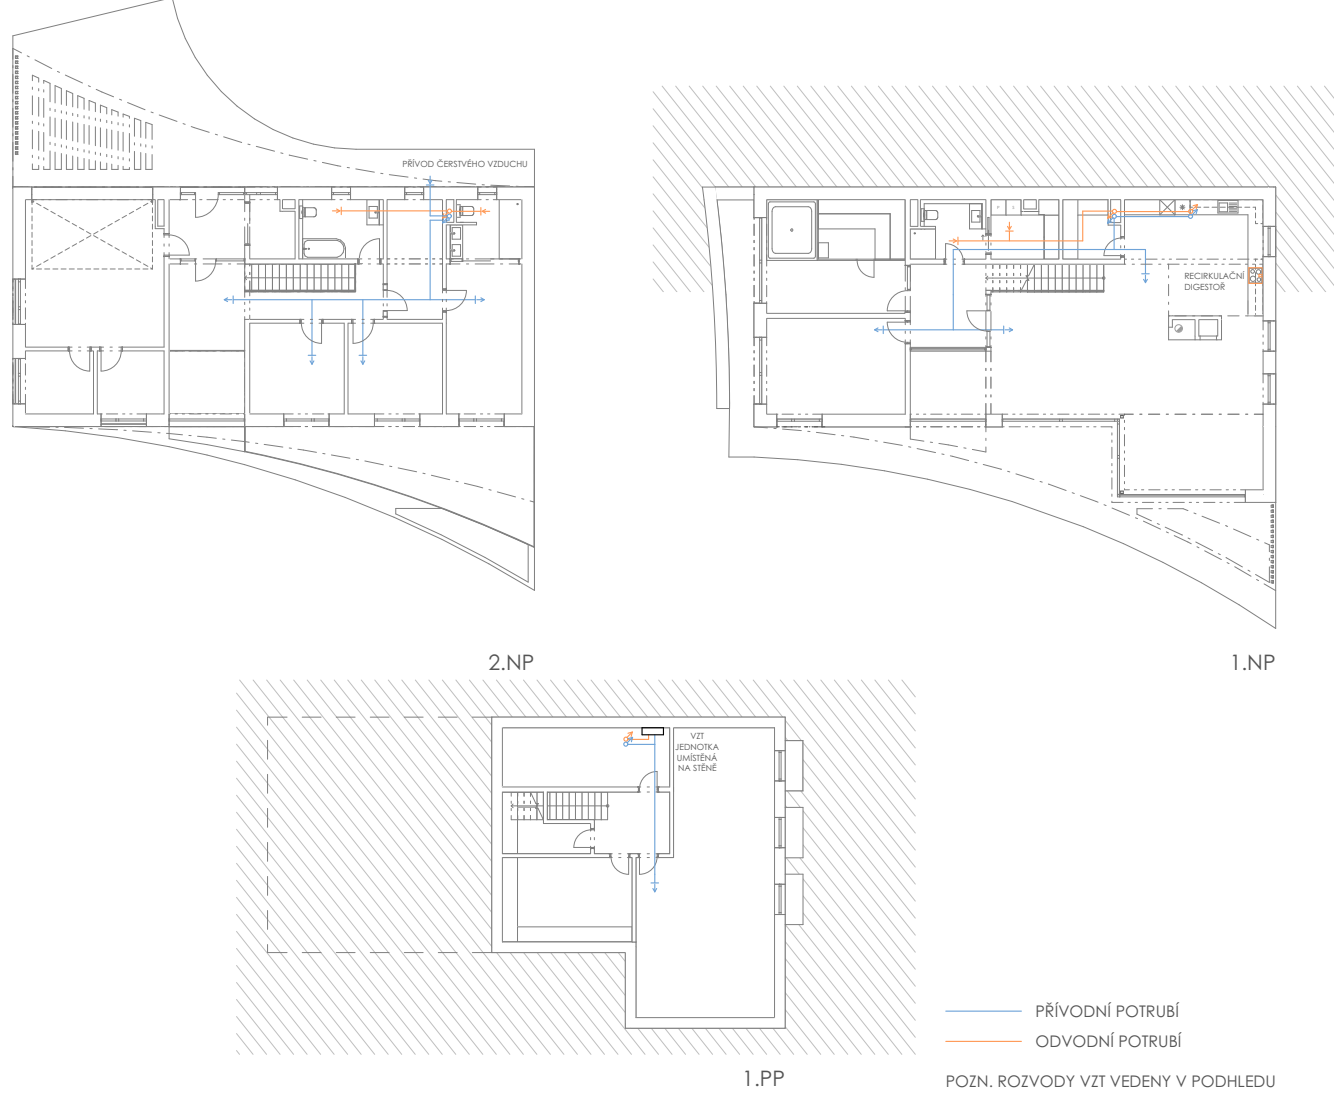 PŘÍVOD ČERSTVÉHO VZDUCHU
RECIRKULAČNÍ
DIGESTOŘ
2.NP
1.NP
VZT
JEDNOTKA
UMÍSTĚNÁ
NA STĚNĚ
1.PP
PŘÍVODNÍ POTRUBÍ
ODVODNÍ POTRUBÍ
POZN. ROZVODY VZT VEDENY V PODHLEDU